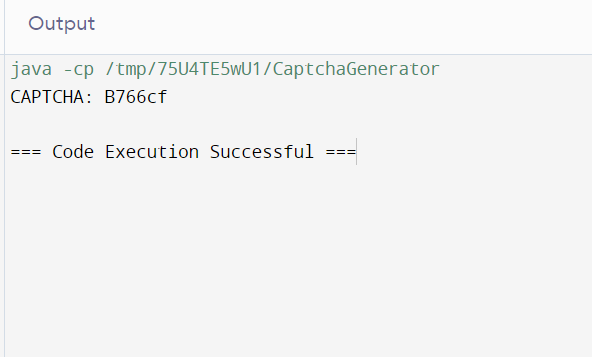 Output
java -cp /tmp/75U4TE5wU1/CaptchaGenerator
CAPTCHA: B766cf
=== Code Execution Successful ===